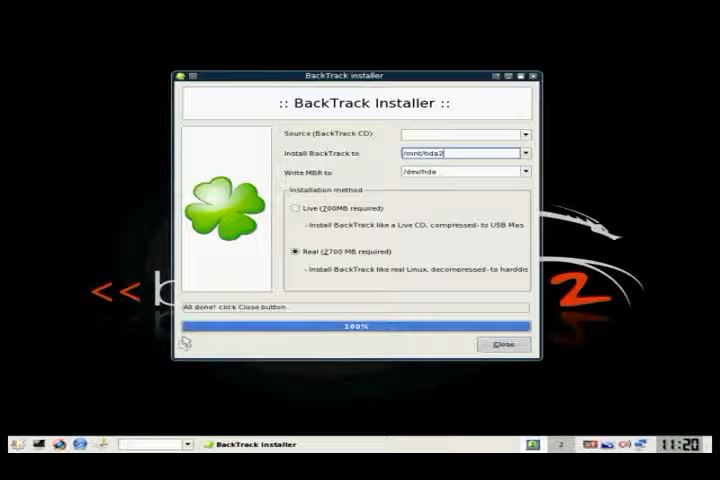 BackTrack installer
:: BackTrack Installer ::
Source (BackTrack CD)
Install BackTrack to
/mnt/hda2
Write MBR to:
/dev/hda
Installation method
Live (700MB required)
- Install BackTrack like a Live CD, compressed- to USB Mas
Real (2700 MB required)
- Install BackTrack like real Linux, decompressed- to harddis
<< b
2
All done! click Close button.
100%
Close
BackTrack installer
2
US
11:20